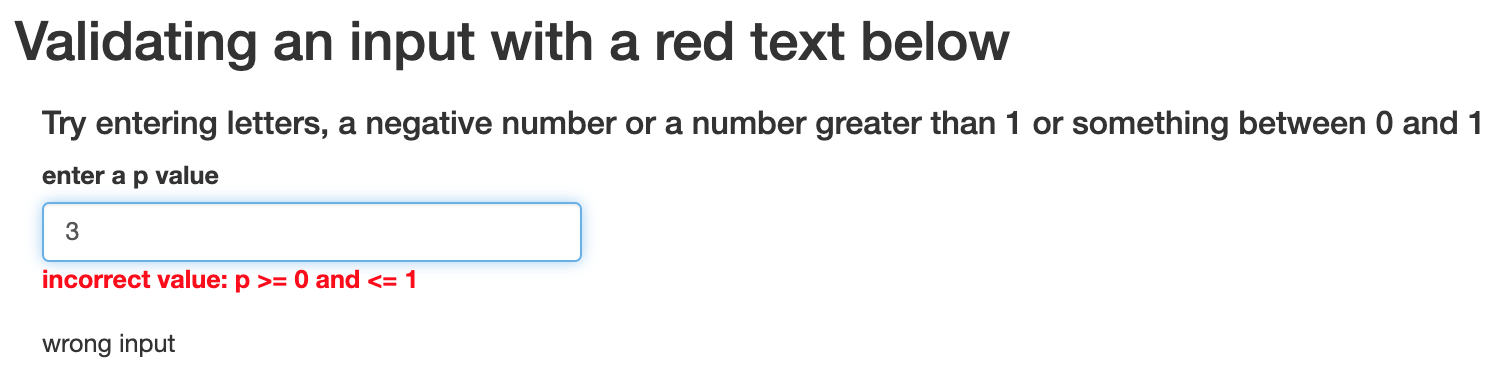 Validating an input with a red text below
Try entering letters, a negative number or a number greater than 1 or something between 0 and 1
enter a p value
3
incorrect value: p >= 0 and <= 1
wrong input